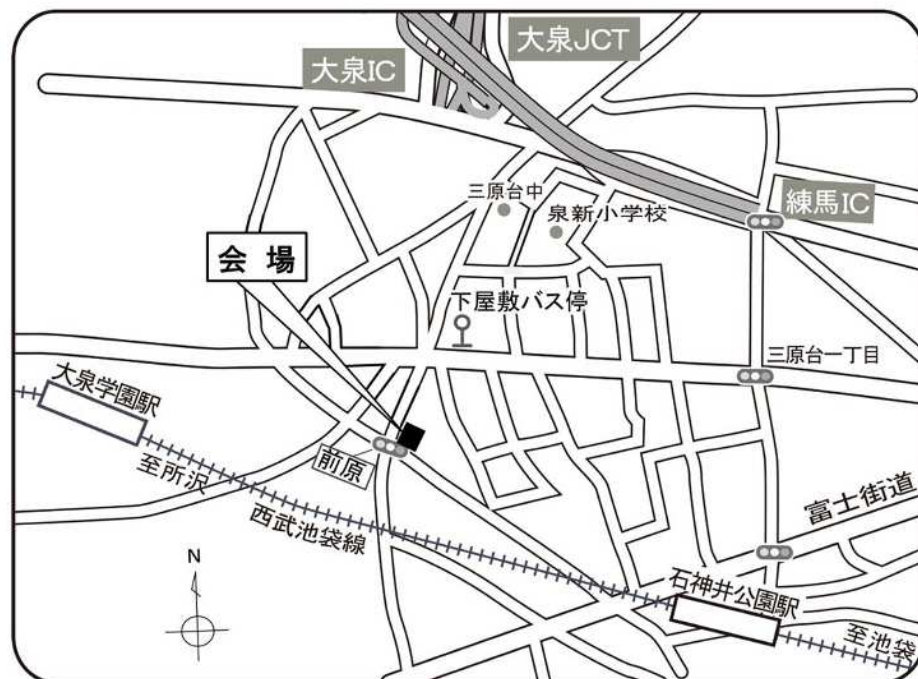 大泉JCT
大泉IC
三原台中
泉新小学校
練馬IC
会場
下屋敷バス停
三原台一丁目
大泉学園駅
前原
至所沢
西武池袋線
富士街道
石神井公園駅
至池袋
N